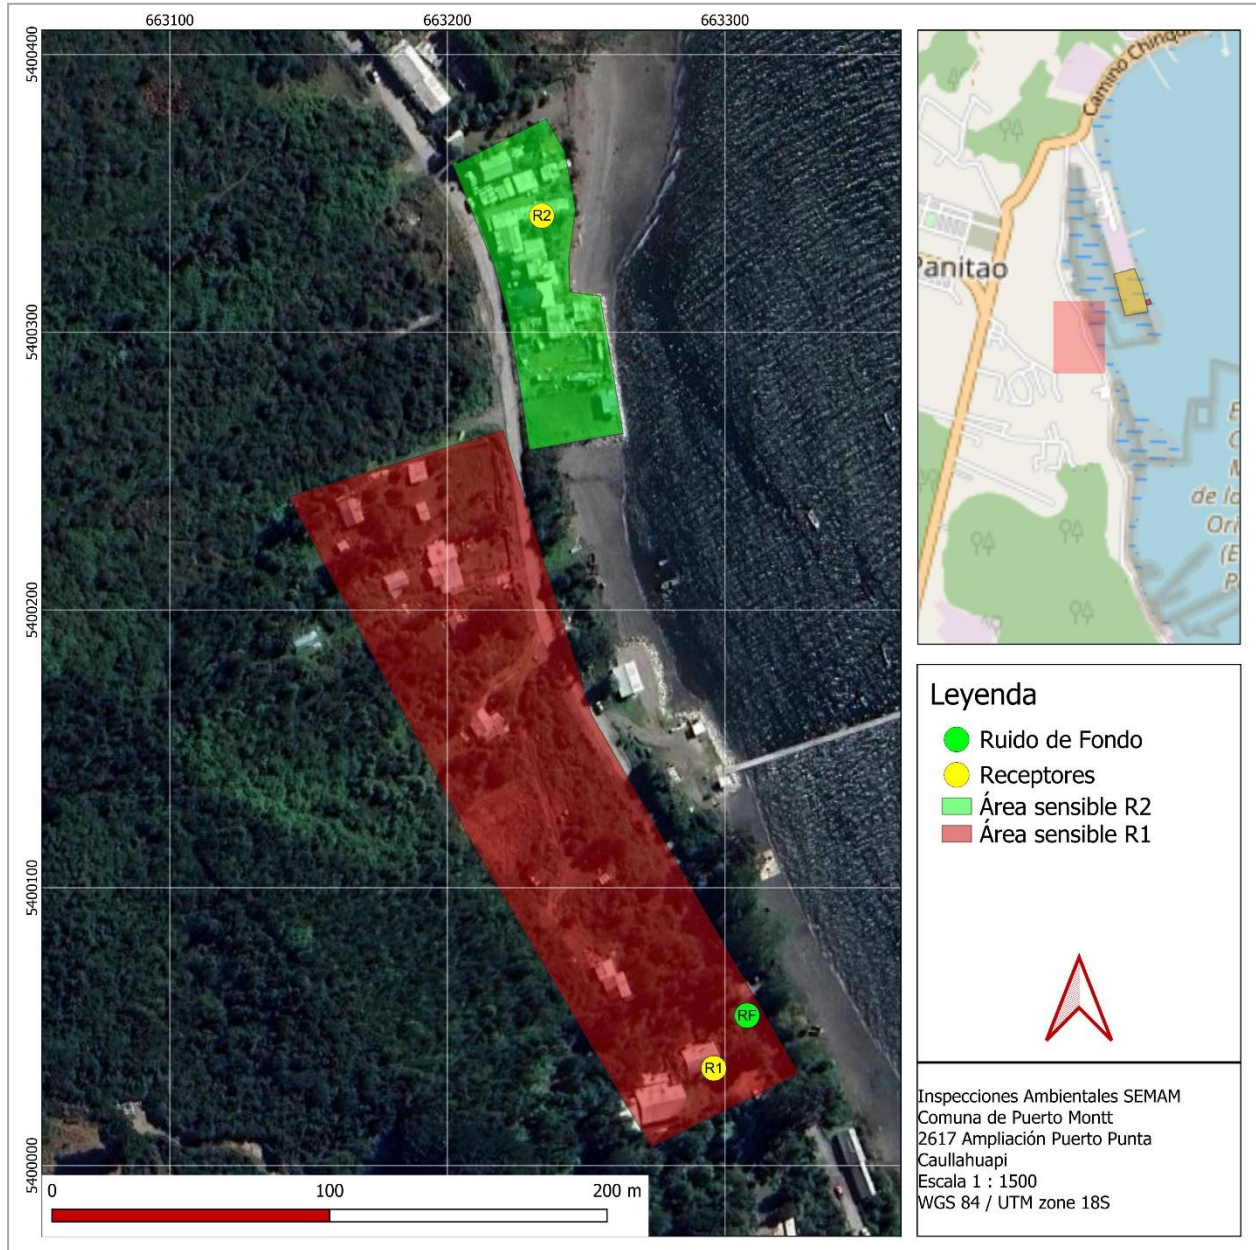 663100
663200
663300
5400400
5400300
5400200
5400100
5400000
R2
RF
R1
0
100
200 m
Camino Chinqui
Panitao
de la
Ori
(E
P
Leyenda
Ruido de Fondo
Receptores
Área sensible R2
Área sensible R1
Inspecciones Ambientales SEMAM
Comuna de Puerto Montt
2617 Ampliación Puerto Punta
Caullahuapi
Escala 1 : 1500
WGS 84 / UTM zone 18S